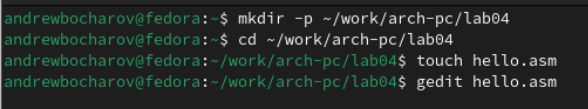 andrewbocharov@fedora:~$ mkdir -p ~/work/arch-pc/lab04
andrewbocharov@fedora:~$ cd ~/work/arch-pc/lab04
andrewbocharov@fedora:~/work/arch-pc/lab04$ touch hello.asm
andrewbocharov@fedora:~/work/arch-pc/lab04$ gedit hello.asm